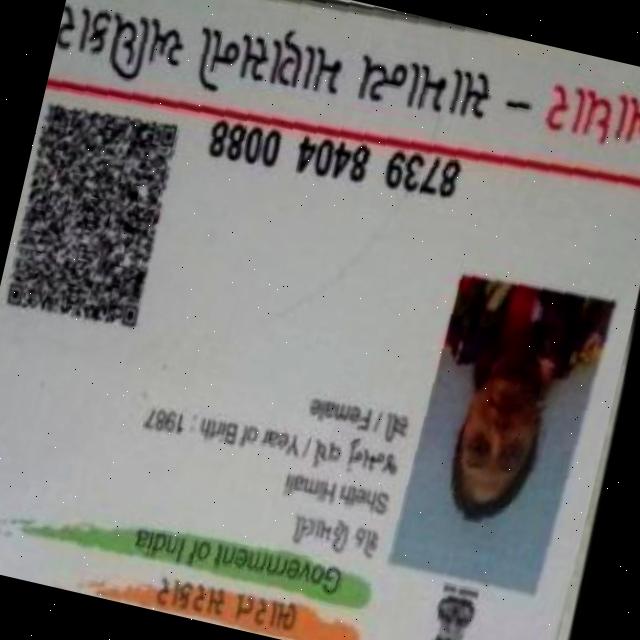 ભારત સરકાર
Government of India
શેઠ હિમાલી
Sheth Himali
જન્મનું વર્ષ / Year of Birth : 1987
સ્ત્રી / Female
8739 8404 0088
આધાર – સામાન્ય માણસનો અધિકાર